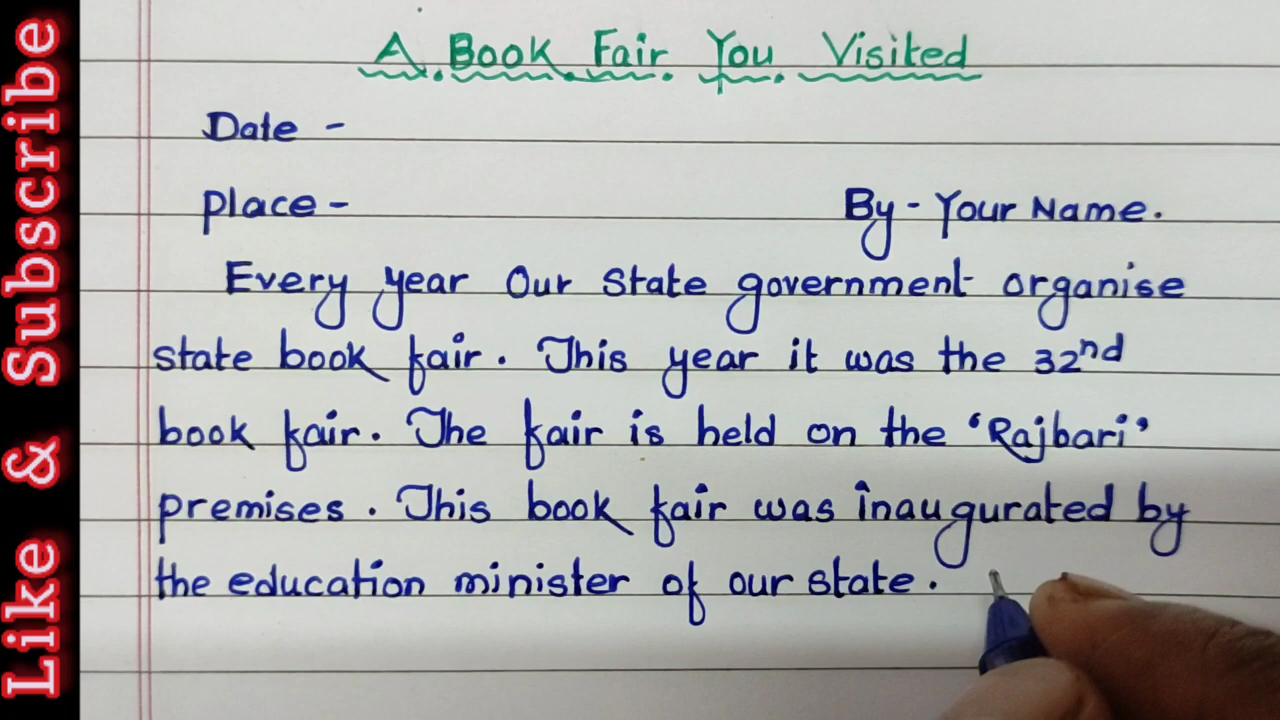 Like & Subscribe
A Book Fair You Visited
Date -
Place -
By - Your Name.
Every year Our State government organise
state book fair. This year it was the 32nd
book fair. The fair is held on the 'Rajbari'
premises. This book fair was inaugurated by
the education minister of our state.